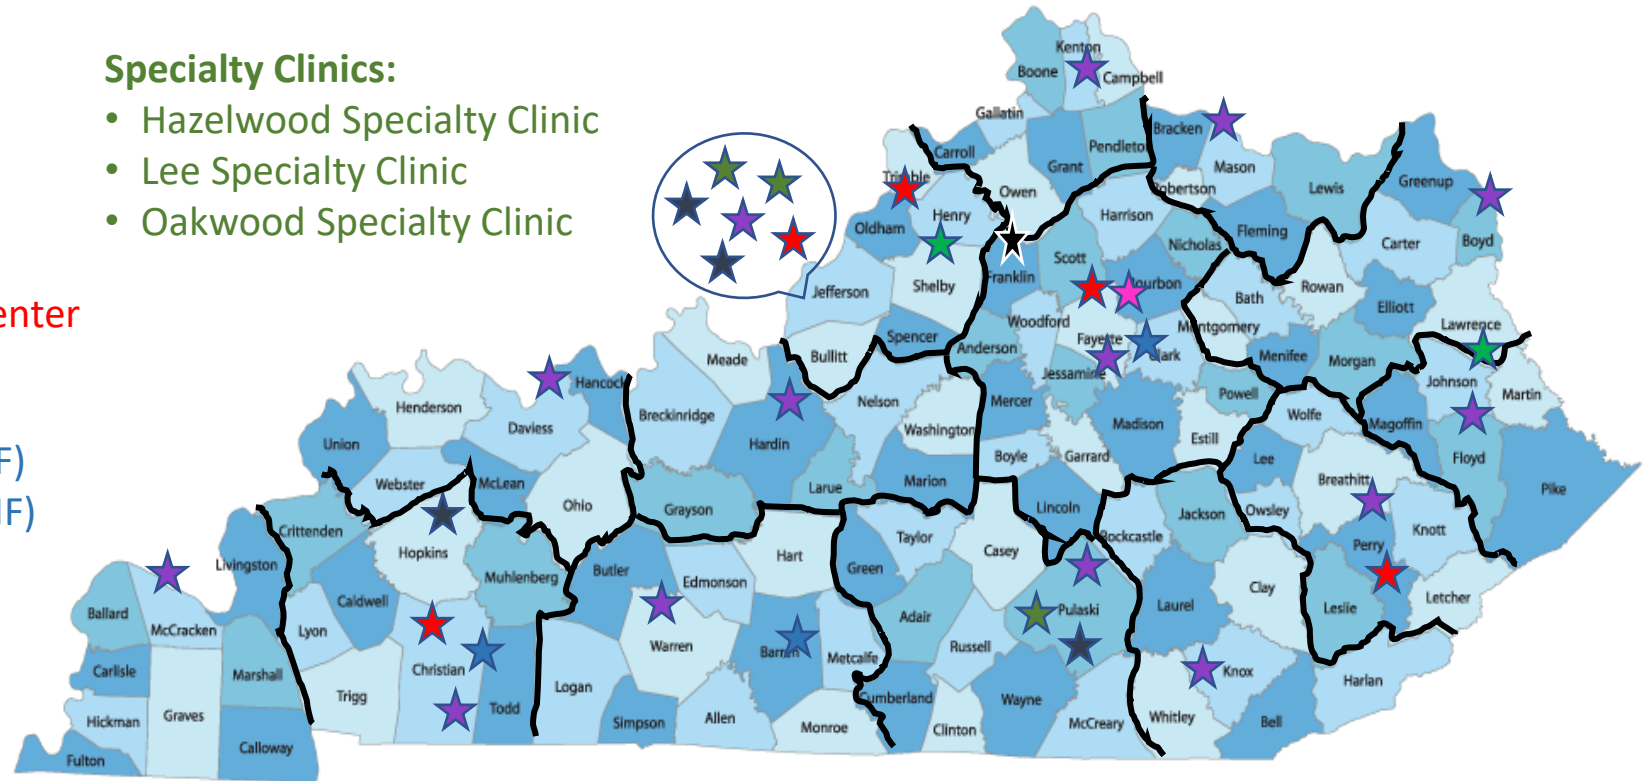 Specialty Clinics:
• Hazelwood Specialty Clinic
• Lee Specialty Clinic
• Oakwood Specialty Clinic
enter
F)
IF)
Kenton
Boone
Campbell
Gallatin
Carroll
Grant
Pendleto
Bracken
Mason
Robertson
Lewis
Greenup
Trimble
Owen
Henry
Oldham
Harrison
Fleming
Nicholas
Carter
Boyd
Scott
Franklin
Shelby
Jefferson
Bourbon
Bath
Rowan
Elliott
Woodford
Montgomery
Lawrence
Spencer
Fayette
Clark
Anderson
Bullitt
Meade
Menifee
Morgan
Jessamine
Hancock
Johnson
Martin
Powell
Henderson
Breckinridge
Nelson
Mercer
Wolfe
Magoffin
Daviess
Washington
Madison
Estill
Union
Hardin
Boyle
Garrard
Lee
Floyd
Webster
McLean
Larue
Marion
Breathitt
Pike
Ohio
Grayson
Lincoln
Jackson
Owsley
Crittenden
Hopkins
Taylor
Casey
Rockcastle
Knott
Livingston
Hart
Perry
Muhlenberg
Butler
Edmonson
Green
Caldwell
Clay
Ballard
Adair
Pulaski
Laurel
Leslie
Letcher
McCracken
Lyon
Warren
Barren
Metcalfe
Russell
Carlisle
Marshall
Christian
Knox
Harlan
Trigg
Logan
Cumberland
Wayne
Hickman
Graves
Todd
Simpson
Allen
Monroe
Clinton
McCreary
Whitley
Bell
Calloway
Fulton